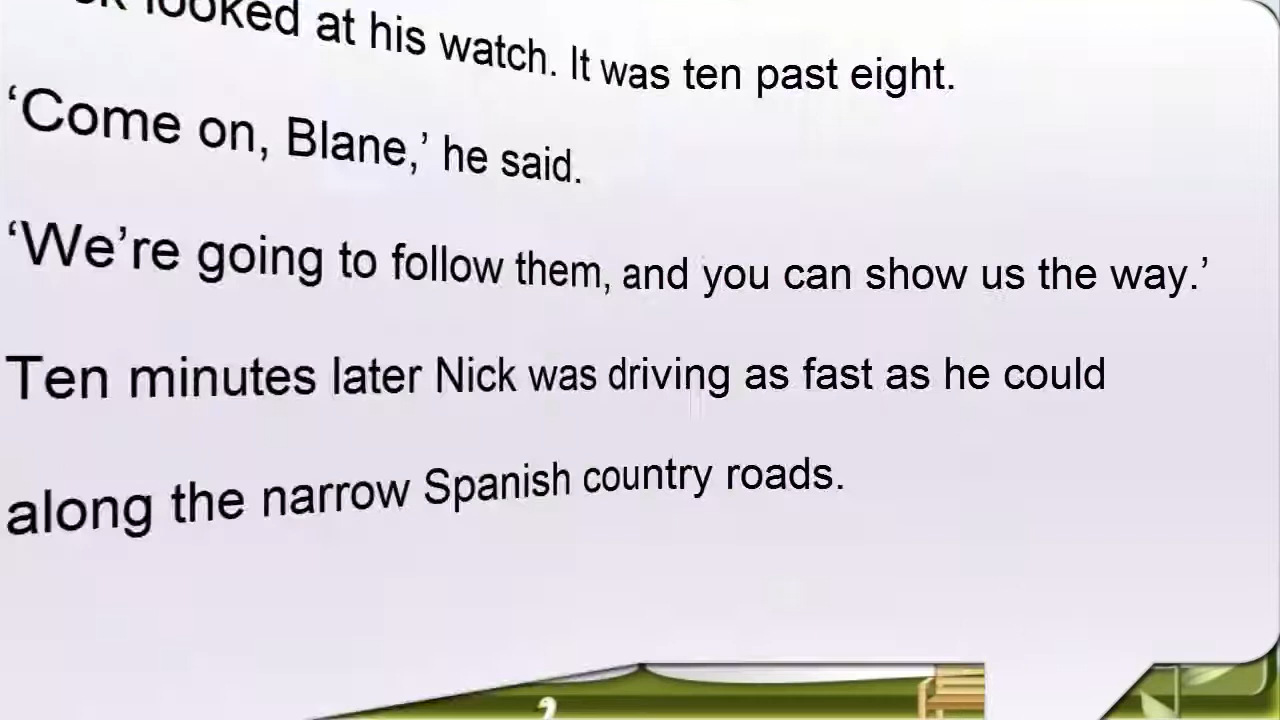 looked at his watch. It was ten past eight.
‘Come on, Blane,’ he said.
‘We’re going to follow them, and you can show us the way.’
Ten minutes later Nick was driving as fast as he could
along the narrow Spanish country roads.